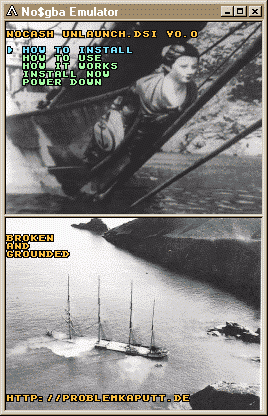 No$gba Emulator
NOCASH UNLAUNCH.DSI V0.0
HOW TO INSTALL
HOW TO USE
HOW IT WORKS
INSTALL NOW
POWER DOWN
BROKEN
AND
GROUNDED
HTTP://PROBLEMKAPUTT.DE